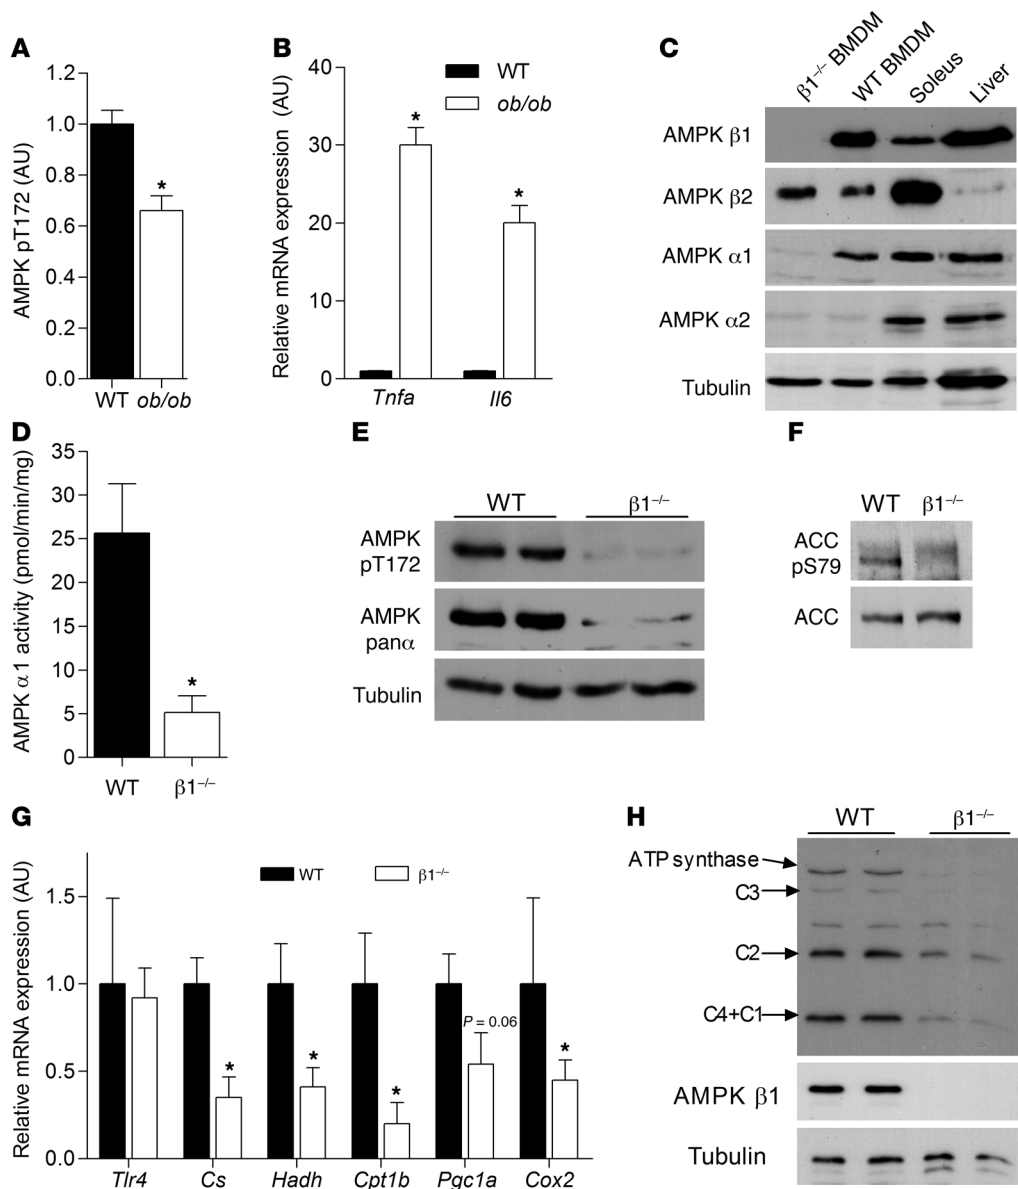 A
AMPK pT172 (AU)
1.2
1.0
0.8
0.6
0.4
0.2
0.0
*
WT ob/ob
B
Relative mRNA expression (AU)
40
30
20
10
0
WT
ob/ob
*
*
Tnfa Il6
C
β1–/– BMDM
WT BMDM
Soleus
Liver
AMPK β1
AMPK β2
AMPK α1
AMPK α2
Tubulin
D
AMPK α1 activity (pmol/min/mg)
35
30
25
20
15
10
5
0
*
WT β1–/–
E
WT β1–/–
AMPK
pT172
AMPK
panα
Tubulin
F
WT β1–/–
ACC
pS79
ACC
G
Relative mRNA expression (AU)
1.5
1.0
0.5
0.0
WT β1–/–
*
*
*
P = 0.06
*
Tlr4 Cs Hadh Cpt1b Pgc1a Cox2
H
WT β1–/–
ATP synthase
C3
C2
C4+C1
AMPK β1
Tubulin